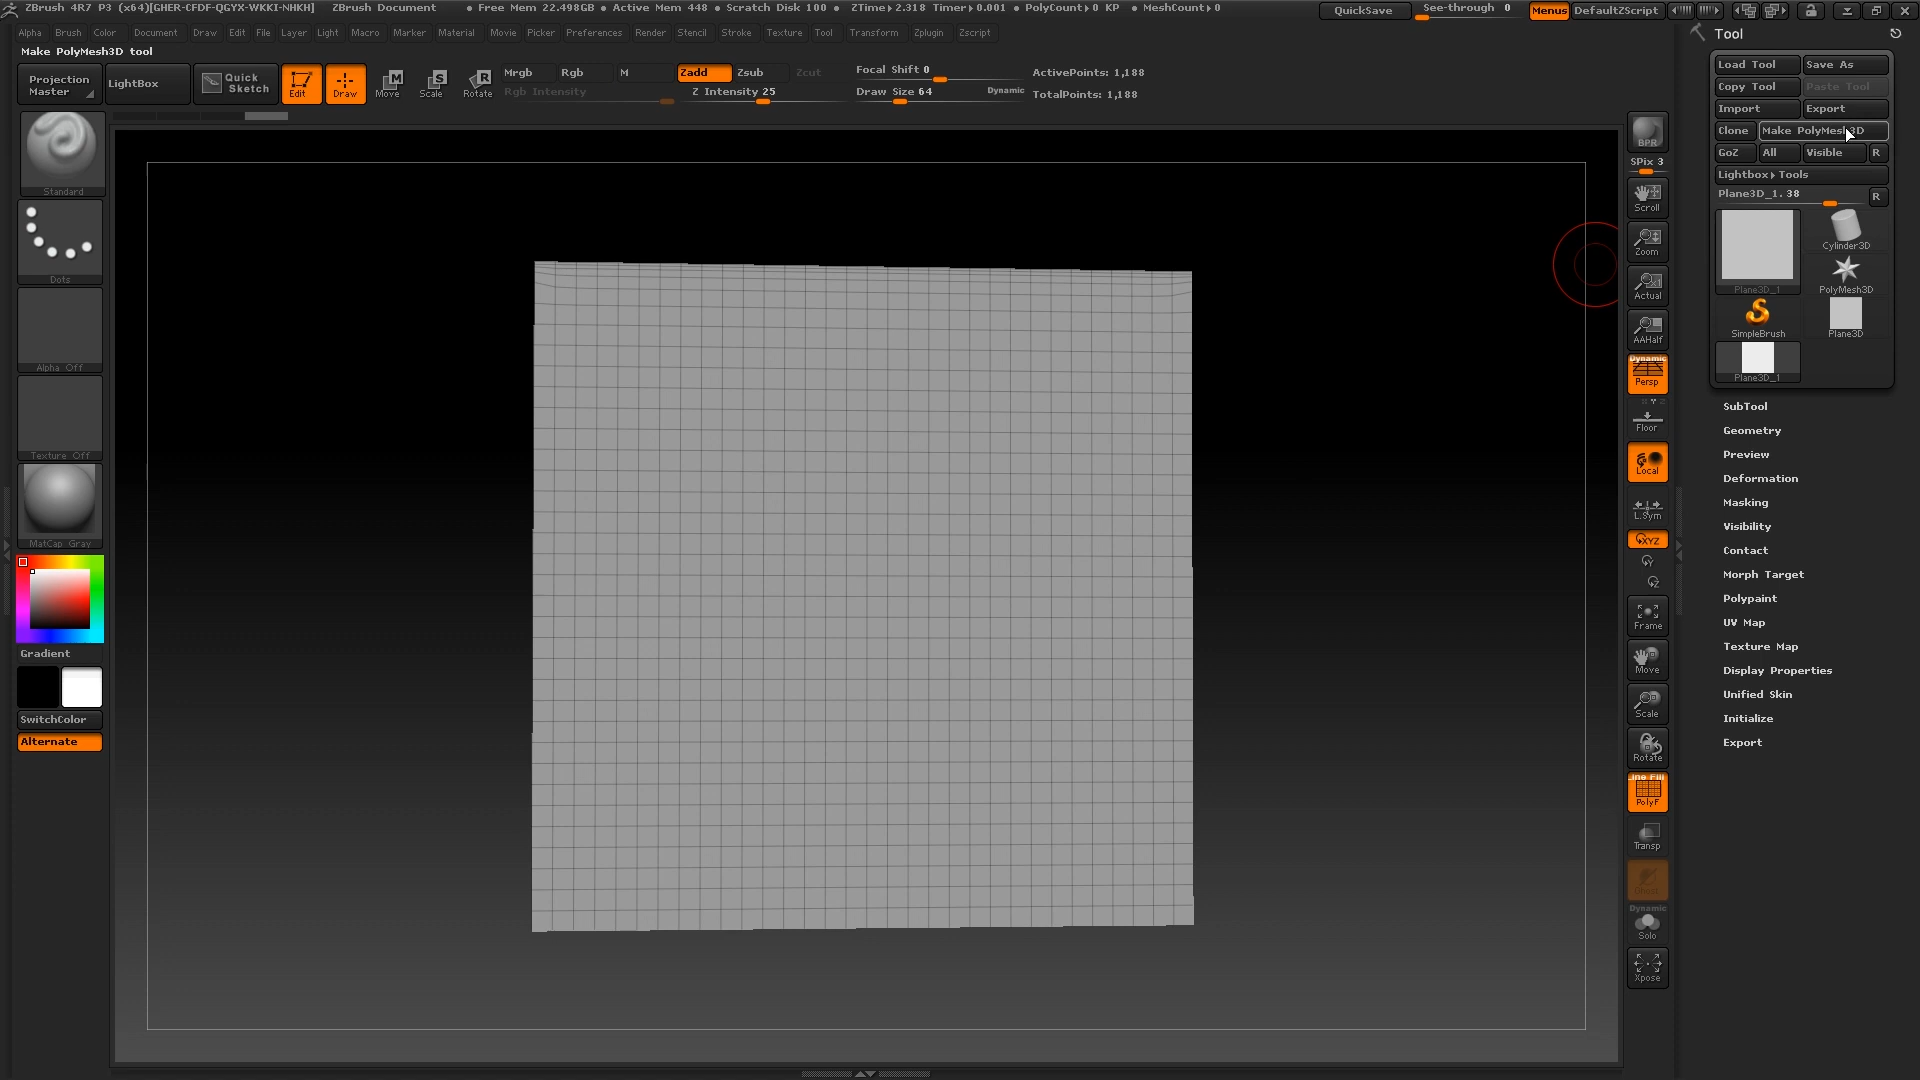 ZBrush 4R7 P3 (x64)[GHER-CFDF-QGYX-WKKI-NHKH] ZBrush Document • Free Mem 22.498GB • Active Mem 448 • Scratch Disk 100 • ZTime▸2.318 Timer▸0.001 • PolyCount▸0 KP • MeshCount▸0 QuickSave See-through 0 Menus DefaultZScript
Alpha Brush Color Document Draw Edit File Layer Light Macro Marker Material Movie Picker Preferences Render Stencil Stroke Texture Tool Transform Zplugin Zscript
Make PolyMesh3D tool
Projection Master
LightBox
Quick Sketch
Edit
Draw
Move
Scale
Rotate
Mrgb Rgb M
Rgb Intensity
Zadd Zsub Zcut
Z Intensity 25
Focal Shift 0
Draw Size 64
Dynamic
ActivePoints: 1,188
TotalPoints: 1,188
Standard
Dots
Alpha Off
Texture Off
MatCap Gray
Gradient
SwitchColor
Alternate
BPR
SPix 3
Scroll
Zoom
Actual
AAHalf
Dynamic
Persp
Floor
Local
L.Sym
XYZ
Y
Z
Frame
Move
Scale
Rotate
Line Fill
PolyF
Transp
Ghost
Dynamic
Solo
Xpose
Tool
Load Tool Save As
Copy Tool Paste Tool
Import Export
Clone Make PolyMesh3D
GoZ All Visible R
Lightbox▸Tools
Plane3D_1. 38 R
Plane3D_1
Cylinder3D
PolyMesh3D
SimpleBrush
Plane3D
Plane3D_1
SubTool
Geometry
Preview
Deformation
Masking
Visibility
Contact
Morph Target
Polypaint
UV Map
Texture Map
Display Properties
Unified Skin
Initialize
Export